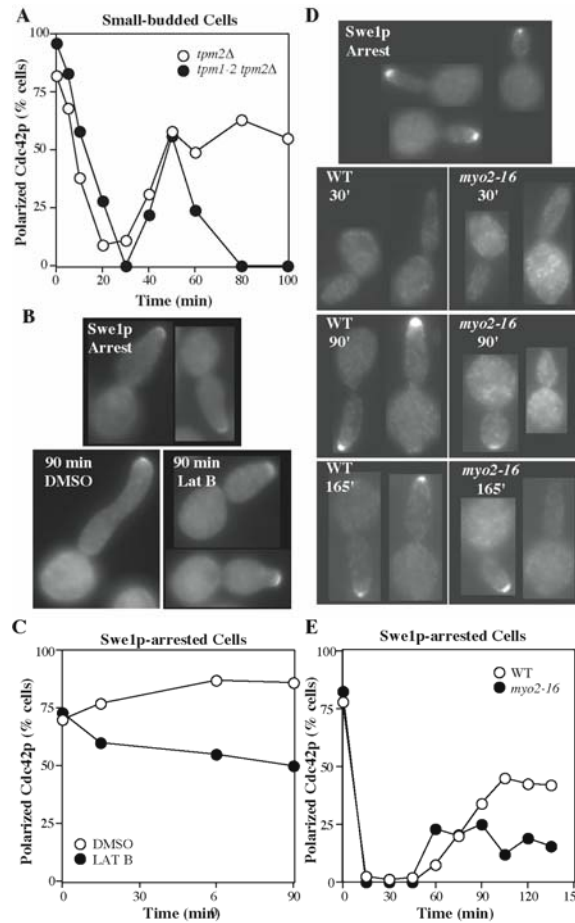 A
Small-budded Cells
tpm2Δ
tpm1-2 tpm2Δ
Polarized Cdc42p (% cells)
100
75
50
25
0
0 20 40 60 80 100
Time (min)
B
Swe1p
Arrest
90 min
DMSO
90 min
Lat B
C
Swe1p-arrested Cells
Polarized Cdc42p (% cells)
100
75
50
25
0
DMSO
LAT B
0 30 6 90
Time (min)
0
D
Swe1p
Arrest
WT
30'
myo2-16
30'
WT
90'
myo2-16
90'
WT
165'
myo2-16
165'
E
Swe1p-arrested Cells
WT
myo2-16
Polarized Cdc42p (% cells)
100
75
50
25
0
0 30 60 90 120 15
Time (min)